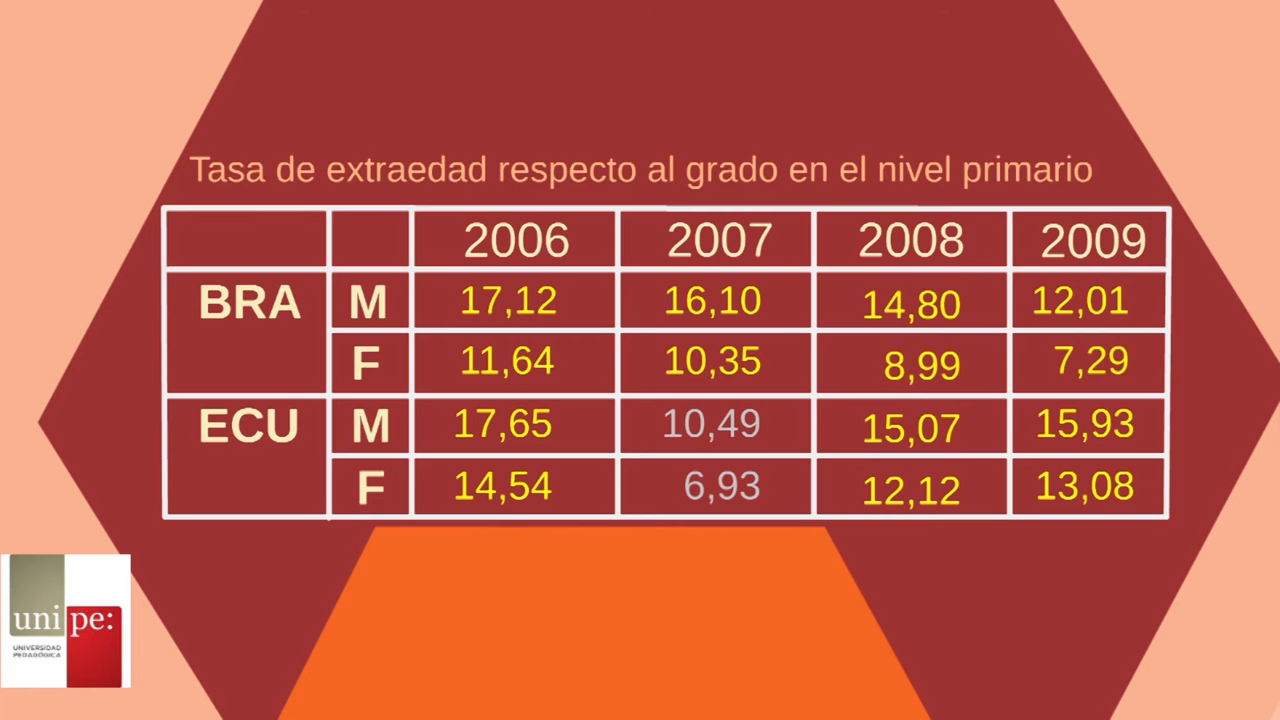 Tasa de extraedad respecto al grado en el nivel primario
2006 2007 2008 2009
BRA M 17,12 16,10 14,80 12,01
F 11,64 10,35 8,99 7,29
ECU M 17,65 10,49 15,07 15,93
F 14,54 6,93 12,12 13,08
uni pe:
UNIVERSIDAD
PEDAGÓGICA